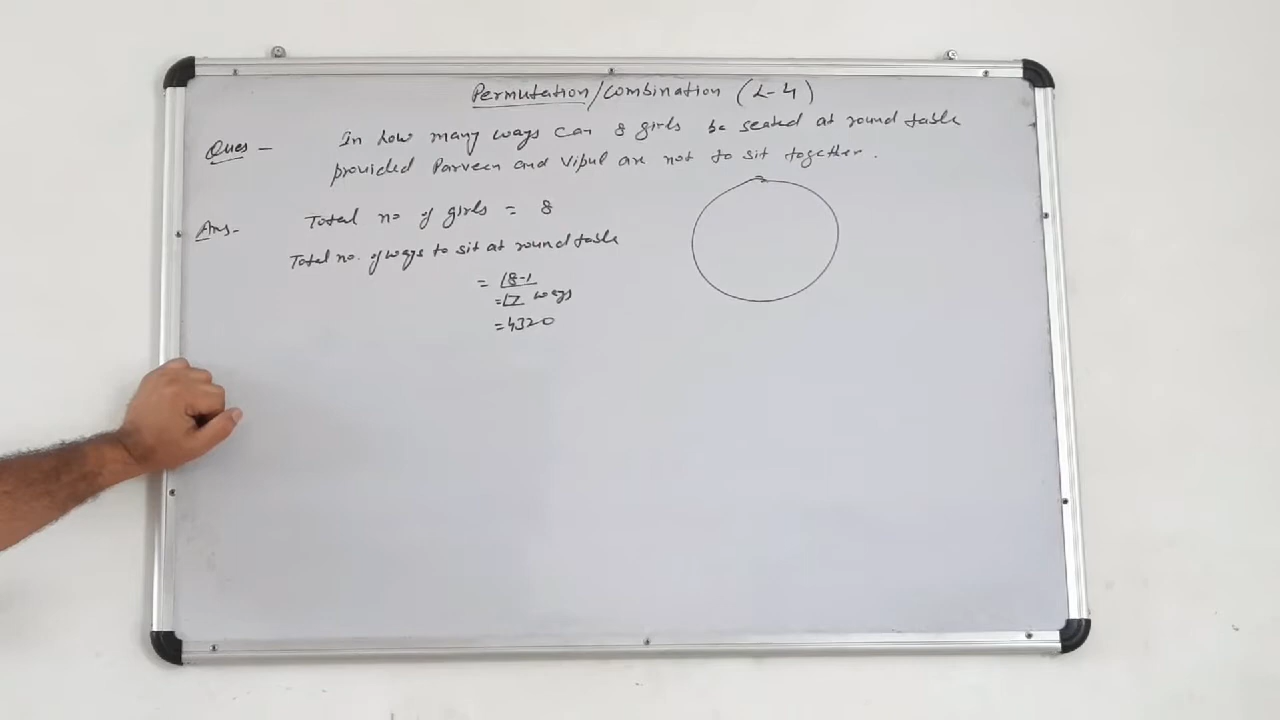 Permutation/Combination (L-4)
Ques - In how many ways can 8 girls be seated at round table
provided Parveen and Vipul are not to sit together.
Ans- Total no of girls = 8
Total no. of ways to sit at round table
= |8-1
= |7 ways
= 4320